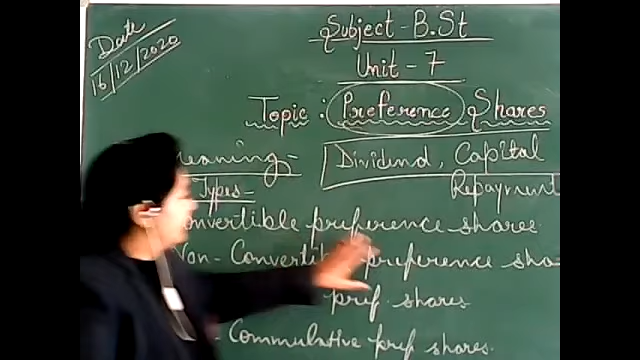 Date
16/12/2020
Subject - B.St
Unit - 7
Topic : Preference Shares
eaning - Dividend, Capital
Repayment
Types -
onvertible preference shares.
Non - Convertib preference sha
pref. shares
- Commulative pref shares.